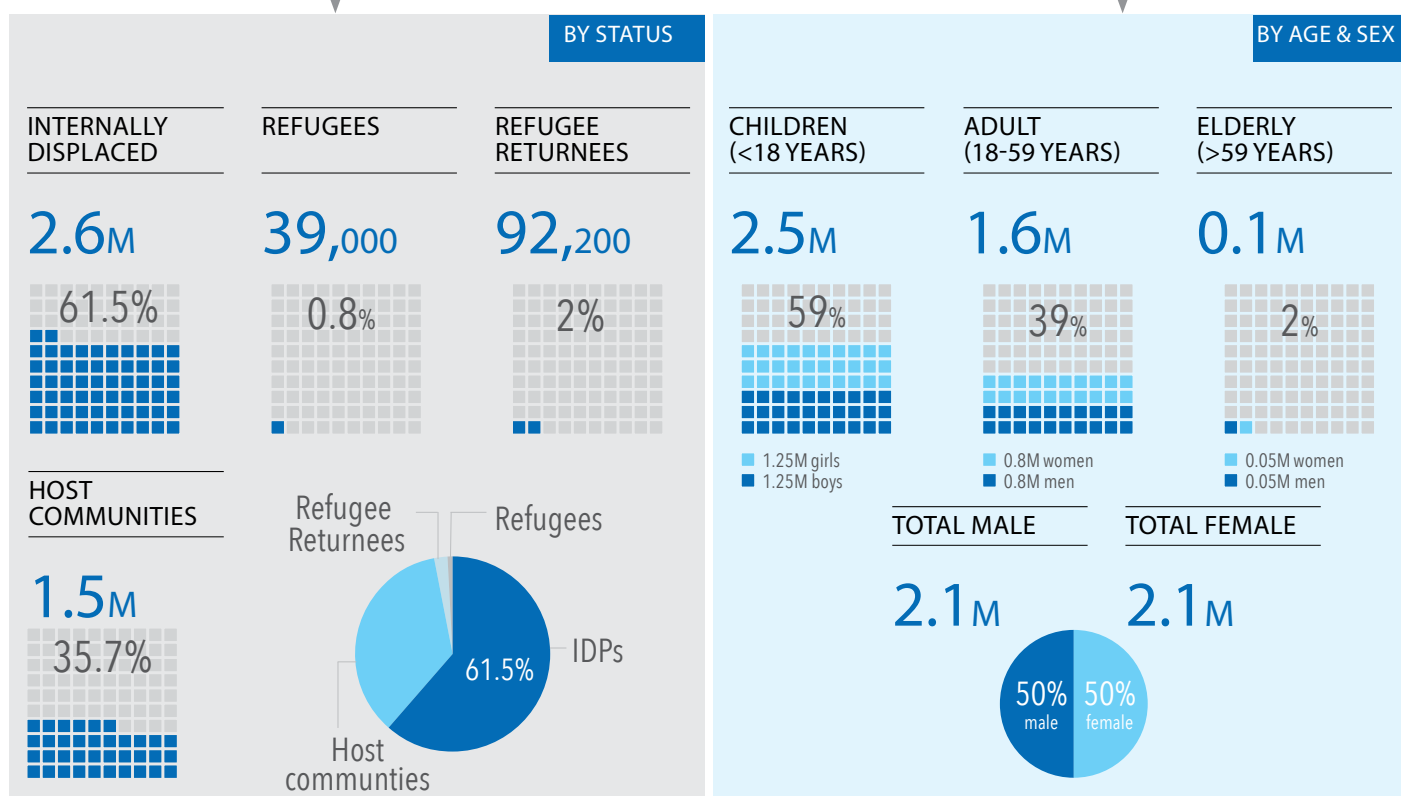 BY STATUS
INTERNALLY
DISPLACED
REFUGEES
REFUGEE
RETURNEES
2.6M
39,000
92,200
61.5%
0.8%
2%
HOST
COMMUNITIES
1.5M
35.7%
Refugee
Returnees
Refugees
IDPs
61.5%
Host
communties
BY AGE & SEX
CHILDREN
(<18 YEARS)
ADULT
(18-59 YEARS)
ELDERLY
(>59 YEARS)
2.5M
1.6M
0.1M
59%
39%
2%
1.25M girls
1.25M boys
0.8M women
0.8M men
0.05M women
0.05M men
TOTAL MALE
TOTAL FEMALE
2.1M
2.1M
50%
male
50%
female